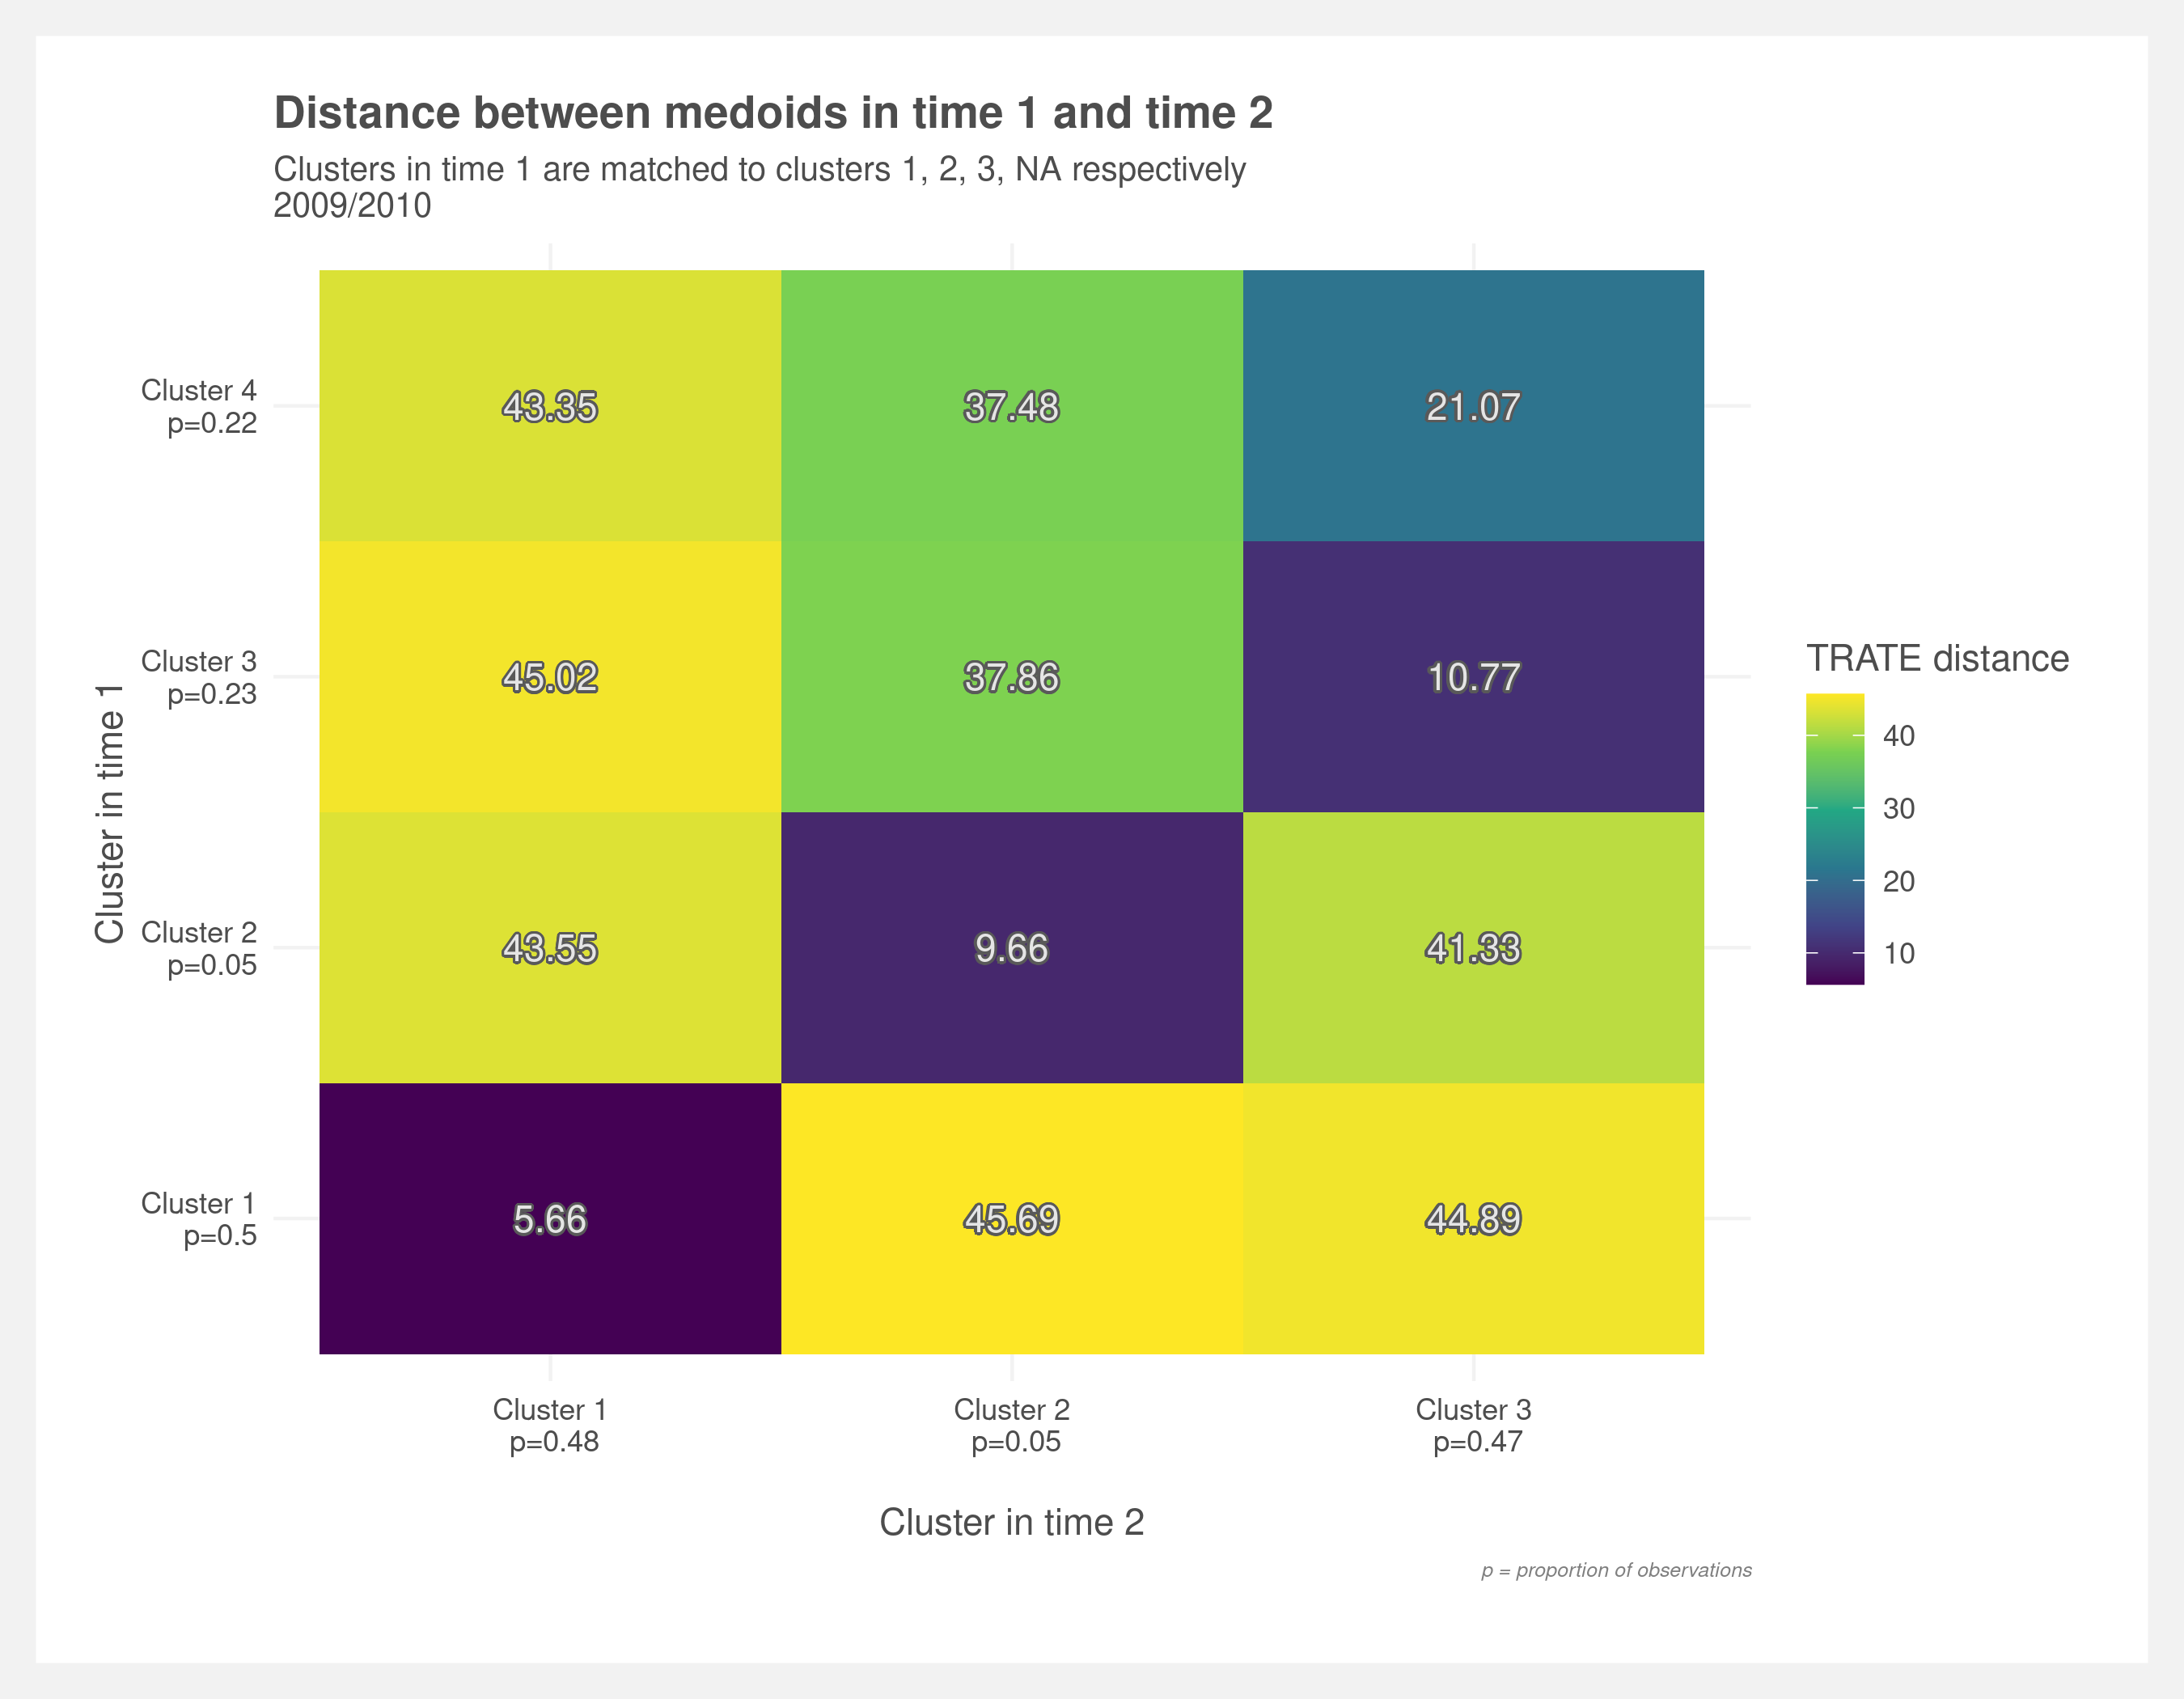 Distance between medoids in time 1 and time 2
Clusters in time 1 are matched to clusters 1, 2, 3, NA respectively
2009/2010
Cluster in time 1
Cluster 4
p=0.22
43.35 37.48 21.07
Cluster 3
p=0.23
45.02 37.86 10.77
Cluster 2
p=0.05
43.55 9.66 41.33
Cluster 1
p=0.5
5.66 45.69 44.89
Cluster 1
p=0.48
Cluster 2
p=0.05
Cluster 3
p=0.47
Cluster in time 2
TRATE distance
40
30
20
10
p = proportion of observations